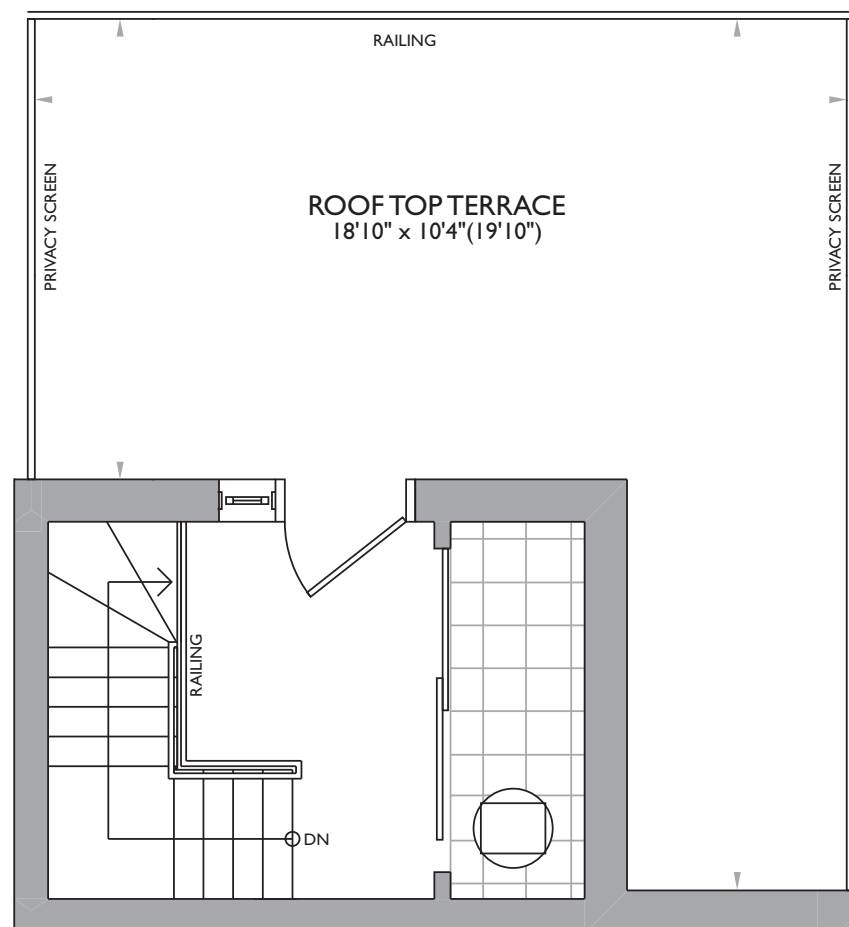 RAILING
PRIVACY SCREEN
PRIVACY SCREEN
ROOF TOP TERRACE
18'10" x 10'4"(19'10")
RAILING
DN